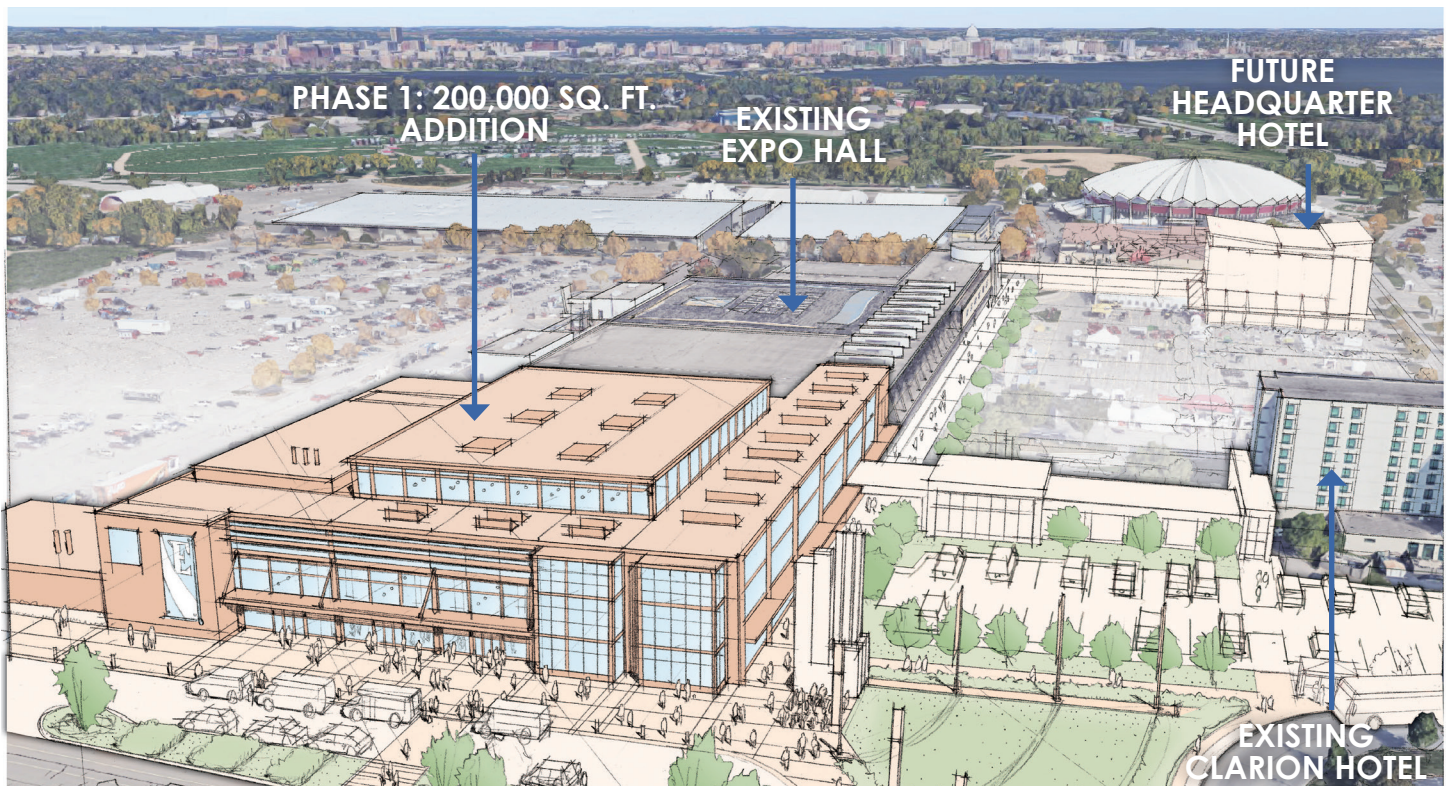 PHASE 1: 200,000 SQ. FT.
ADDITION
EXISTING
EXPO HALL
FUTURE
HEADQUARTER
HOTEL
E
EXISTING
CLARION HOTEL